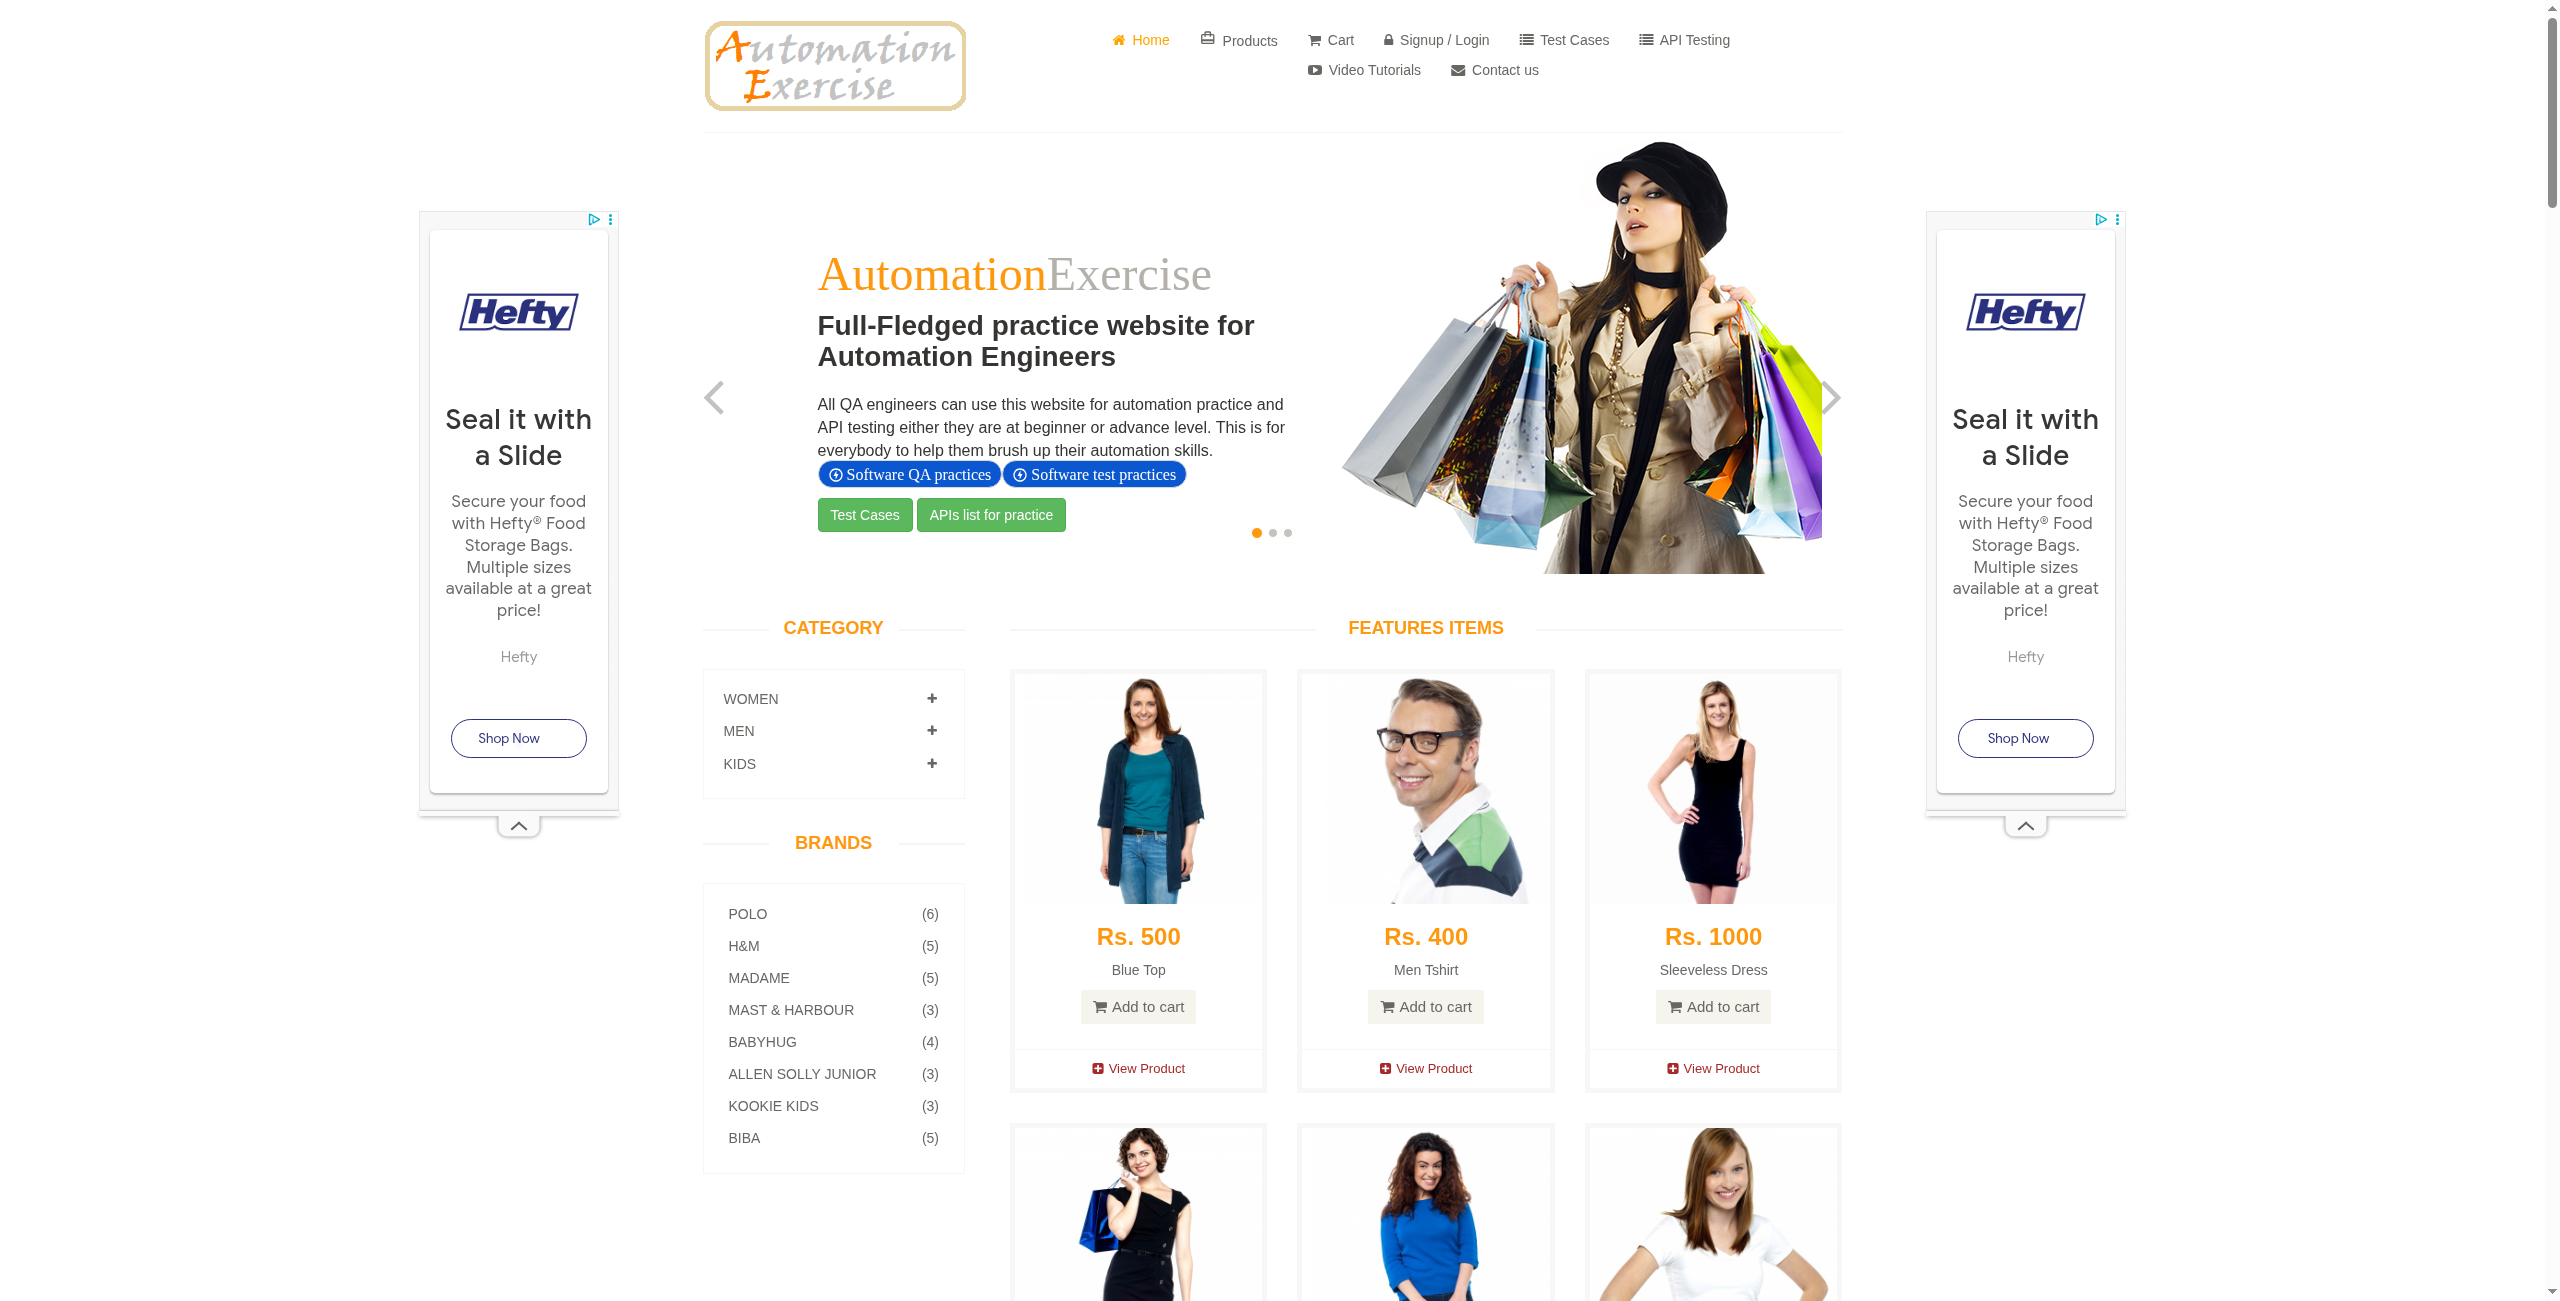 Automation
Exercise
Home
Products
Cart
Signup / Login
Test Cases
API Testing
Video Tutorials
Contact us
AutomationExercise
Full-Fledged practice website for
Automation Engineers
All QA engineers can use this website for automation practice and
API testing either they are at beginner or advance level. This is for
everybody to help them brush up their automation skills.
Software QA practices
Software test practices
Test Cases
APIs list for practice
Hefty
Seal it with
a Slide
Secure your food
with Hefty® Food
Storage Bags.
Multiple sizes
available at a great
price!
Hefty
Shop Now
Hefty
Seal it with
a Slide
Secure your food
with Hefty® Food
Storage Bags.
Multiple sizes
available at a great
price!
Hefty
Shop Now
CATEGORY
WOMEN
MEN
KIDS
BRANDS
POLO (6)
H&M (5)
MADAME (5)
MAST & HARBOUR (3)
BABYHUG (4)
ALLEN SOLLY JUNIOR (3)
KOOKIE KIDS (3)
BIBA (5)
FEATURES ITEMS
Rs. 500
Blue Top
Add to cart
View Product
Rs. 400
Men Tshirt
Add to cart
View Product
Rs. 1000
Sleeveless Dress
Add to cart
View Product